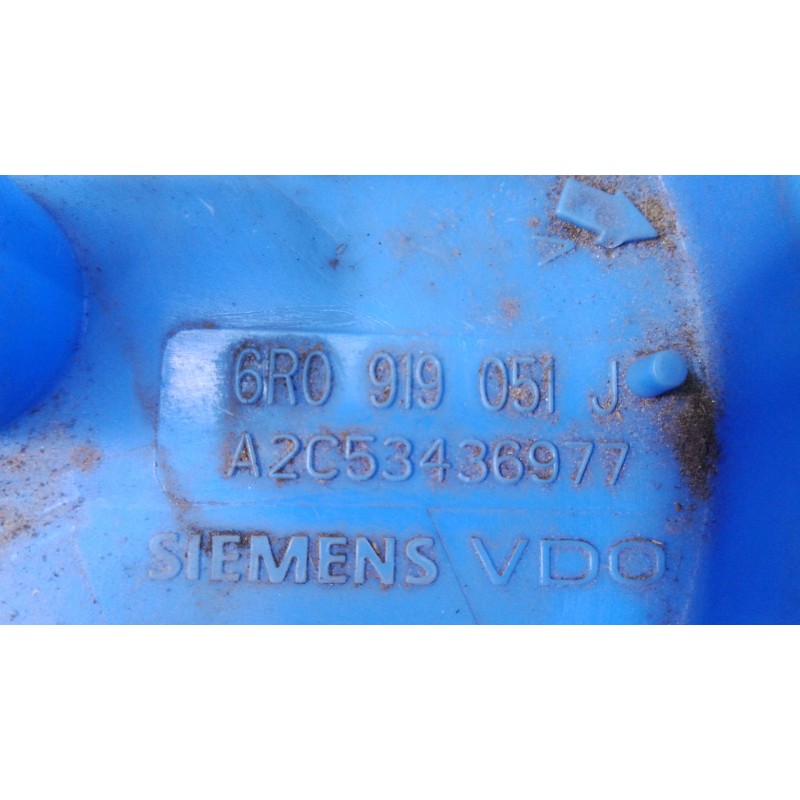 6R0 919 051 J
A2C53436977
SIEMENS VDO